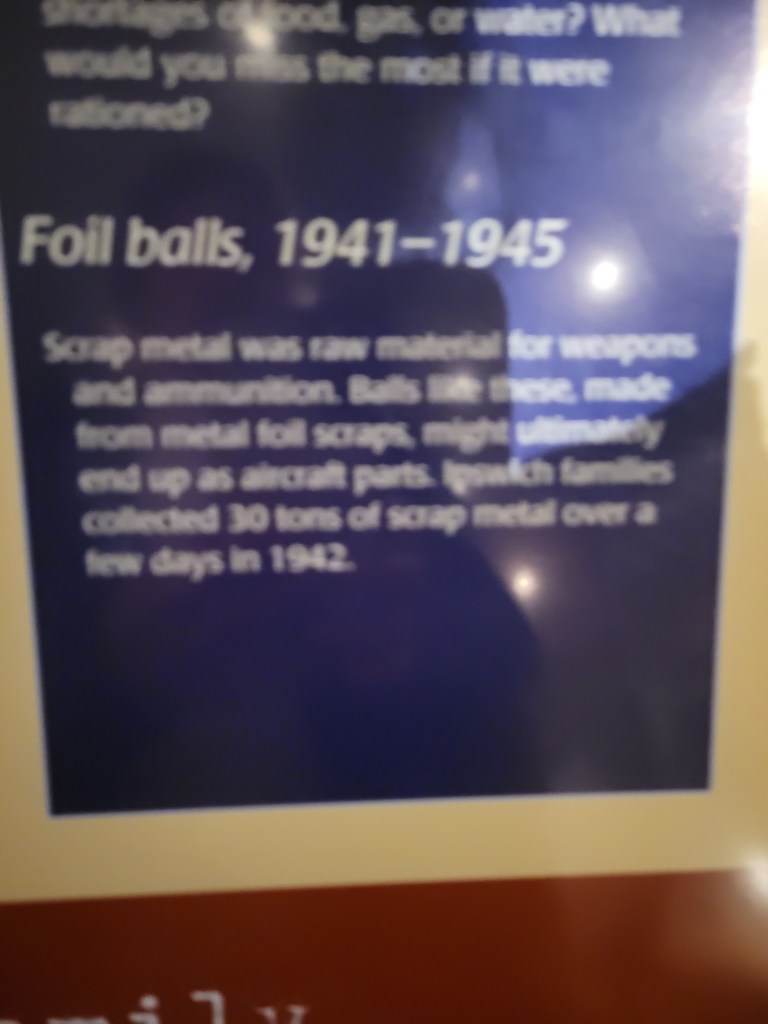 shortages of food, gas, or water? What
would you miss the most if it were
rationed?
Foil balls, 1941–1945
Scrap metal was raw material for weapons
and ammunition. Balls like these, made
from metal foil scraps, might ultimately
end up as aircraft parts. Ipswich families
collected 30 tons of scrap metal over a
few days in 1942.